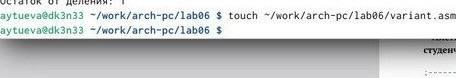 Остаток от деления: 1
aytueva@dk3n33 ~/work/arch-pc/lab06 $ touch ~/work/arch-pc/lab06/variant.asm
aytueva@dk3n33 ~/work/arch-pc/lab06 $
студенч
;------